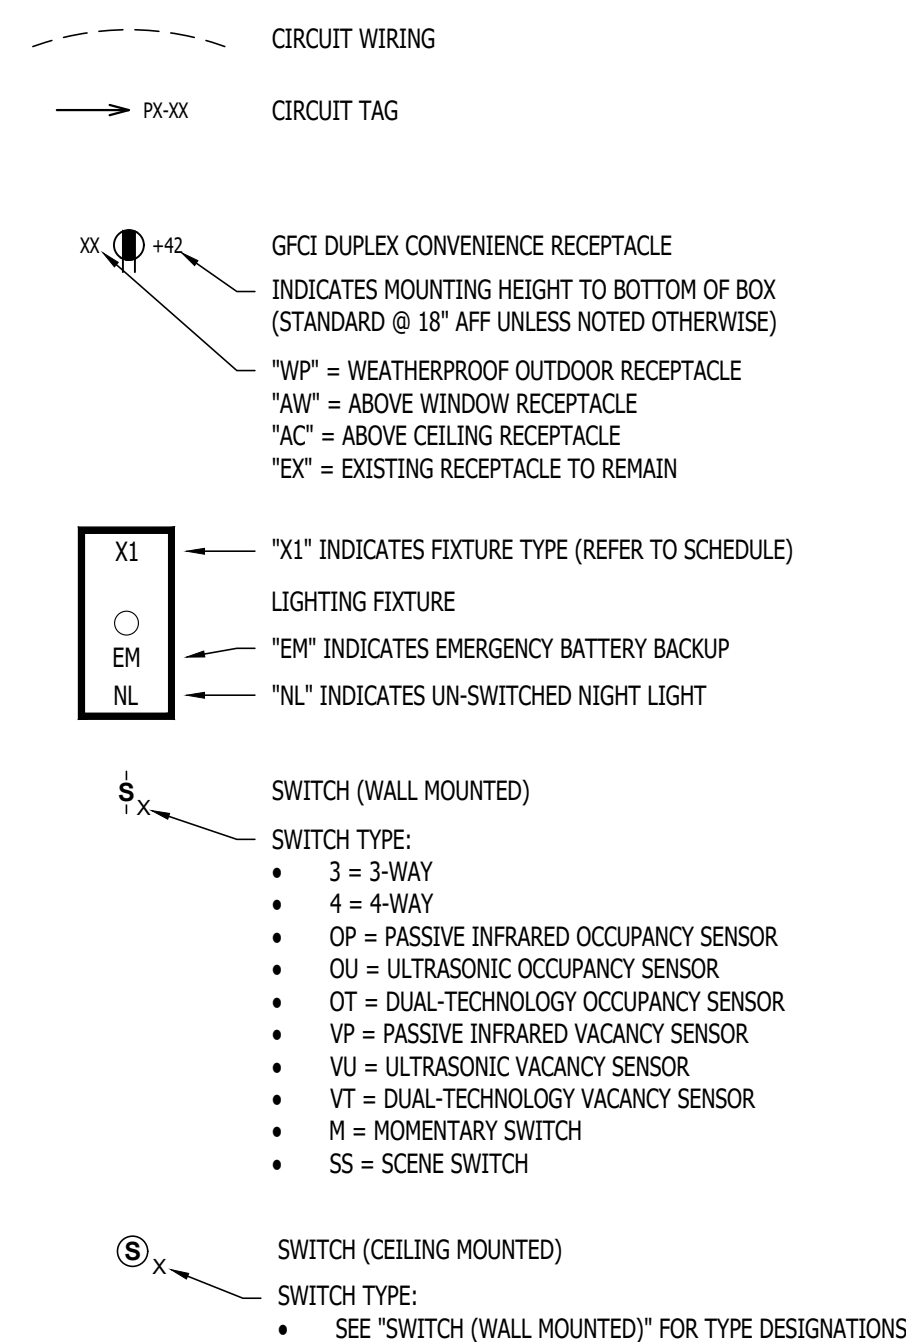 CIRCUIT WIRING
PX-XX CIRCUIT TAG
XX +42 GFCI DUPLEX CONVENIENCE RECEPTACLE
INDICATES MOUNTING HEIGHT TO BOTTOM OF BOX
(STANDARD @ 18" AFF UNLESS NOTED OTHERWISE)
"WP" = WEATHERPROOF OUTDOOR RECEPTACLE
"AW" = ABOVE WINDOW RECEPTACLE
"AC" = ABOVE CEILING RECEPTACLE
"EX" = EXISTING RECEPTACLE TO REMAIN
X1 "X1" INDICATES FIXTURE TYPE (REFER TO SCHEDULE)
LIGHTING FIXTURE
EM "EM" INDICATES EMERGENCY BATTERY BACKUP
NL "NL" INDICATES UN-SWITCHED NIGHT LIGHT
S X SWITCH (WALL MOUNTED)
SWITCH TYPE:
• 3 = 3-WAY
• 4 = 4-WAY
• OP = PASSIVE INFRARED OCCUPANCY SENSOR
• OU = ULTRASONIC OCCUPANCY SENSOR
• OT = DUAL-TECHNOLOGY OCCUPANCY SENSOR
• VP = PASSIVE INFRARED VACANCY SENSOR
• VU = ULTRASONIC VACANCY SENSOR
• VT = DUAL-TECHNOLOGY VACANCY SENSOR
• M = MOMENTARY SWITCH
• SS = SCENE SWITCH
S X SWITCH (CEILING MOUNTED)
SWITCH TYPE:
• SEE "SWITCH (WALL MOUNTED)" FOR TYPE DESIGNATIONS